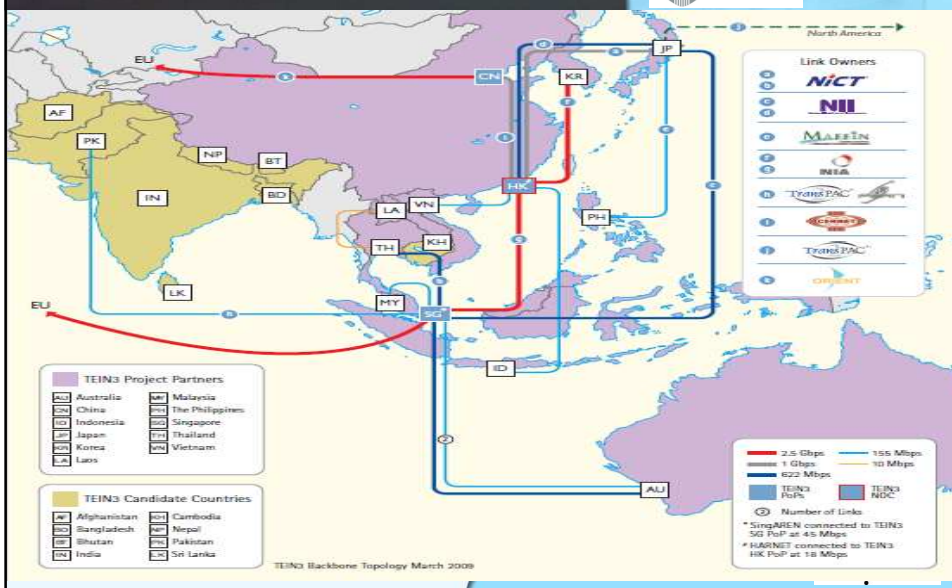 North America
EU
CN
KR
JP
AF
PK
NP
BT
BD
IN
LA
VN
HK
PH
TH
KH
LK
MY
SG
EU
ID
AU
Link Owners
NiCT
NII
MAFFIN
NIA
TransPAC
CERNET
TransPAC
ORIENT
TEIN3 Project Partners
AU Australia
CN China
ID Indonesia
JP Japan
KR Korea
LA Laos
MY Malaysia
PH The Philippines
SG Singapore
TH Thailand
VN Vietnam
TEIN3 Candidate Countries
AF Afghanistan
BD Bangladesh
BT Bhutan
IN India
KH Cambodia
NP Nepal
PK Pakistan
LK Sri Lanka
TEIN3 Backbone Topology March 2009
2.5 Gbps
1 Gbps
622 Mbps
155 Mbps
10 Mbps
TEIN3 PoPs
TEIN3 NOC
2 Number of Links
* SingAREN connected to TEIN3
SG PoP at 45 Mbps
# HARNET connected to TEIN3
HK PoP at 18 Mbps